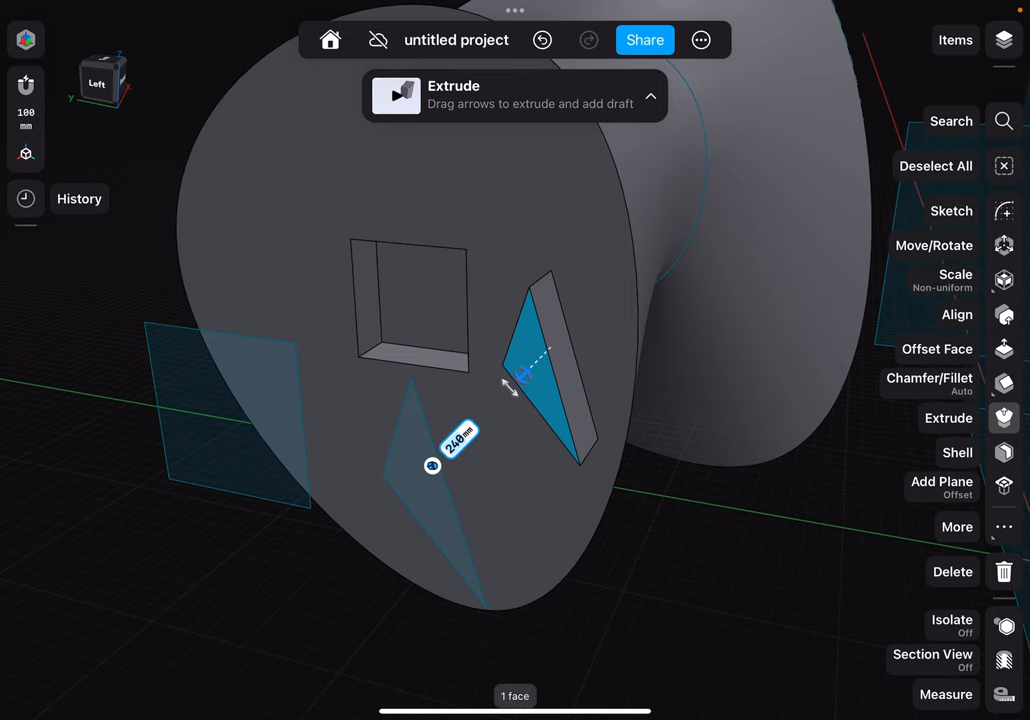 untitled project
Share
Items
Extrude
Drag arrows to extrude and add draft
Left
Z
X
Y
100
mm
History
Search
Deselect All
Sketch
Move/Rotate
Scale
Non-uniform
Align
Offset Face
Chamfer/Fillet
Auto
Extrude
Shell
Add Plane
Offset
More
Delete
Isolate
Off
Section View
Off
Measure
240 mm
1 face